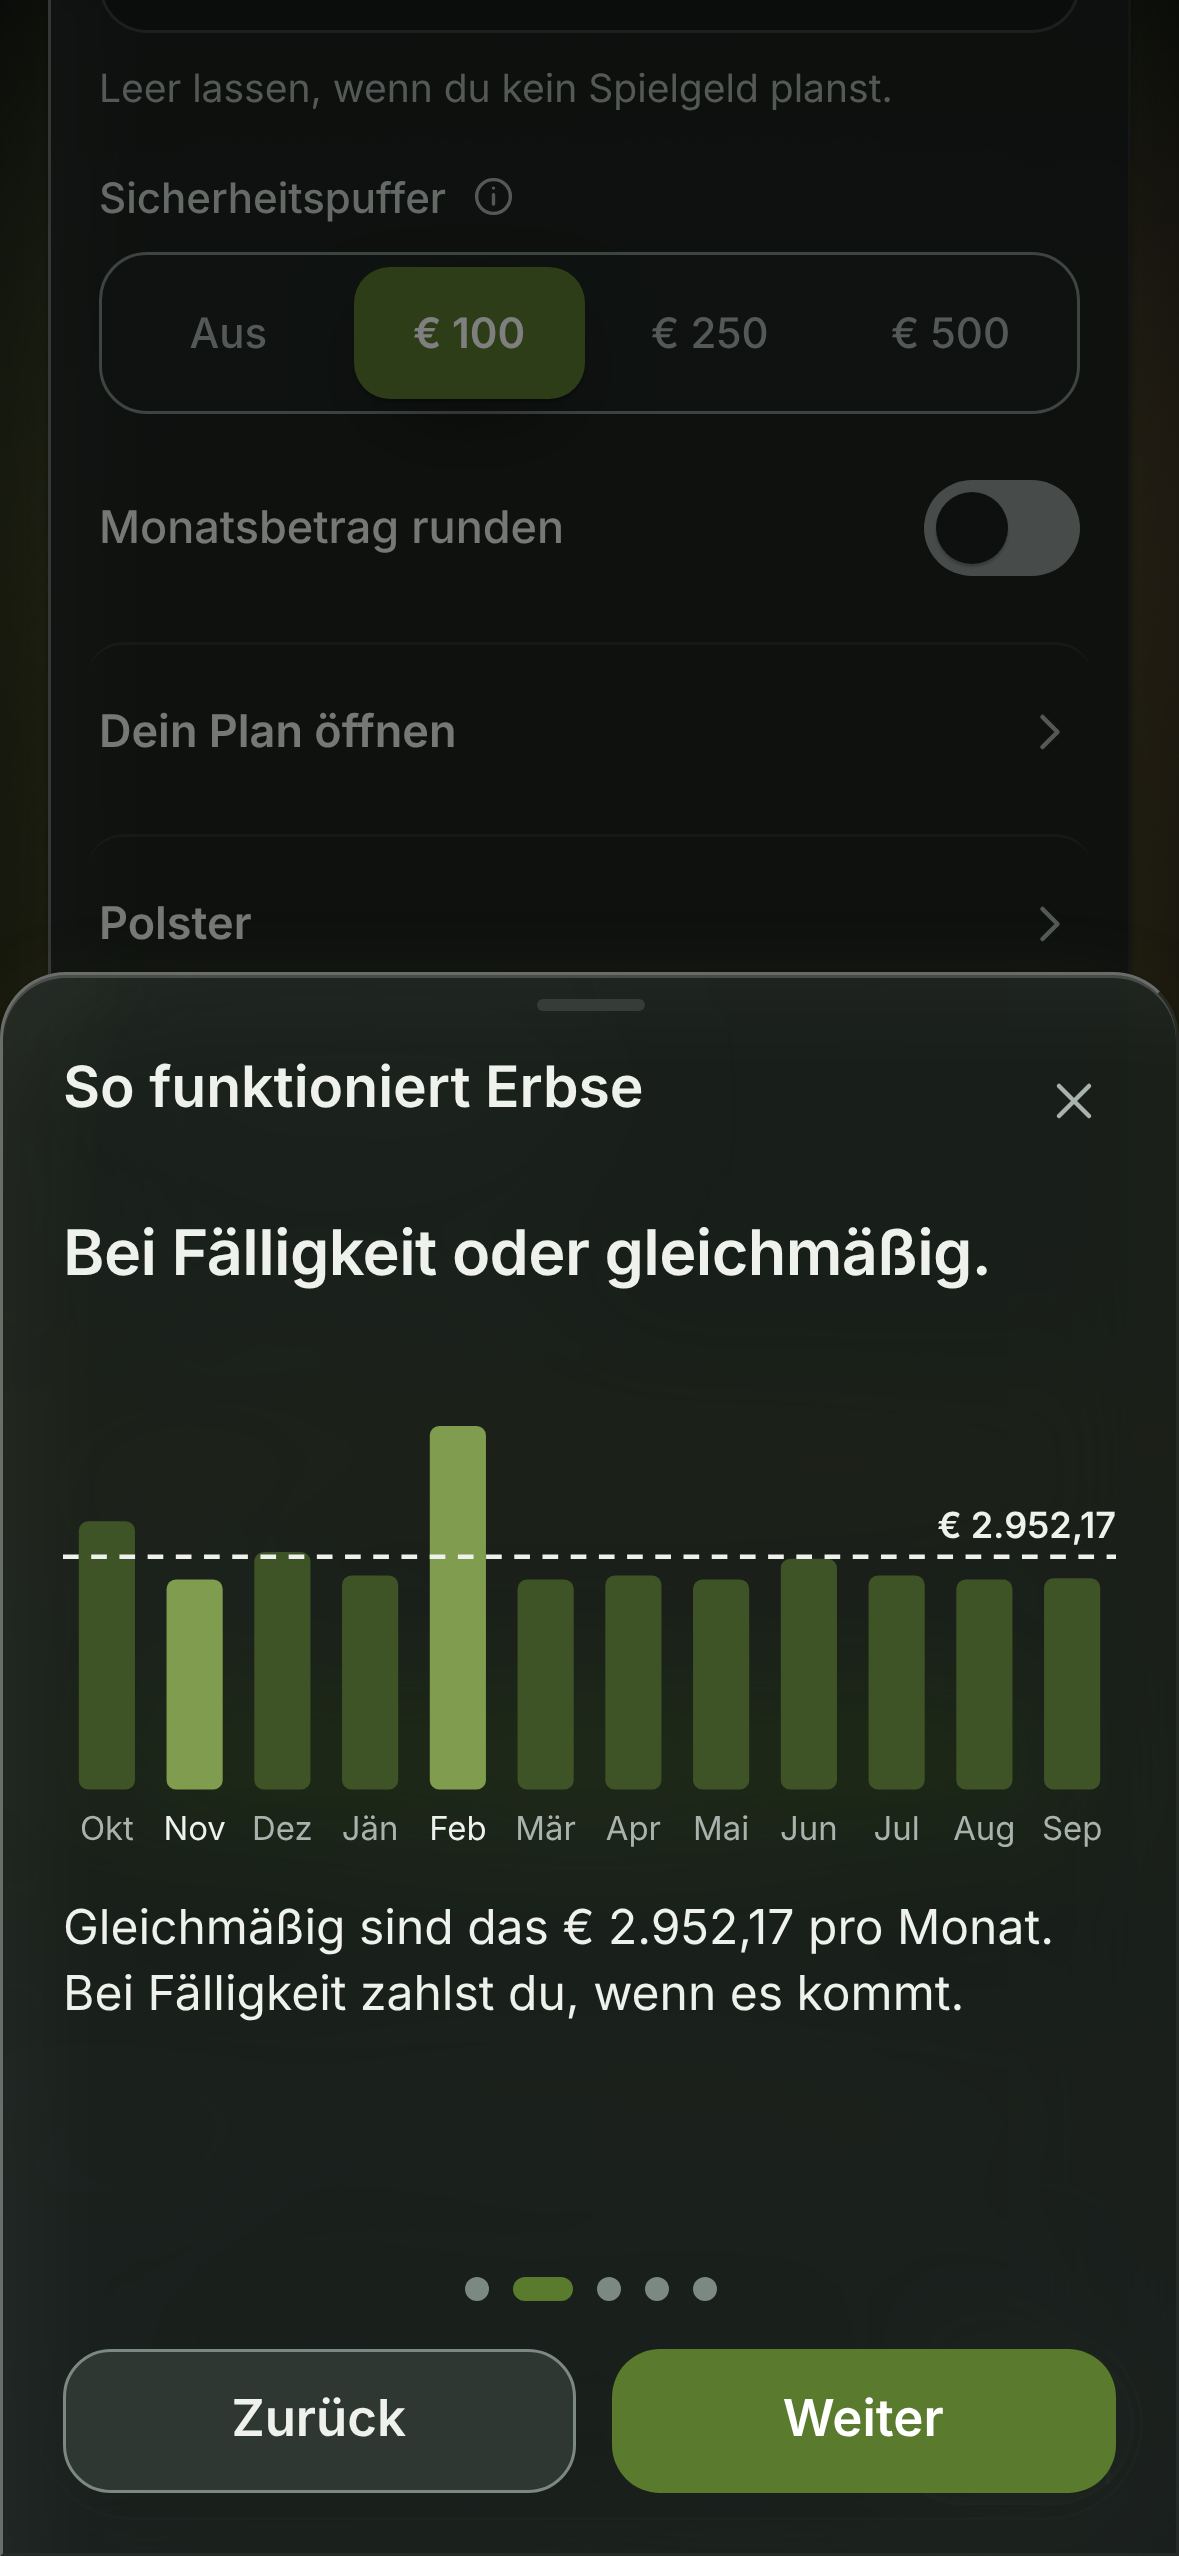 Leer lassen, wenn du kein Spielgeld planst.
Sicherheitspuffer
Aus € 100 € 250 € 500
Monatsbetrag runden
Dein Plan öffnen
Polster
So funktioniert Erbse
Bei Fälligkeit oder gleichmäßig.
€ 2.952,17
Okt Nov Dez Jän Feb Mär Apr Mai Jun Jul Aug Sep
Gleichmäßig sind das € 2.952,17 pro Monat.
Bei Fälligkeit zahlst du, wenn es kommt.
Zurück Weiter